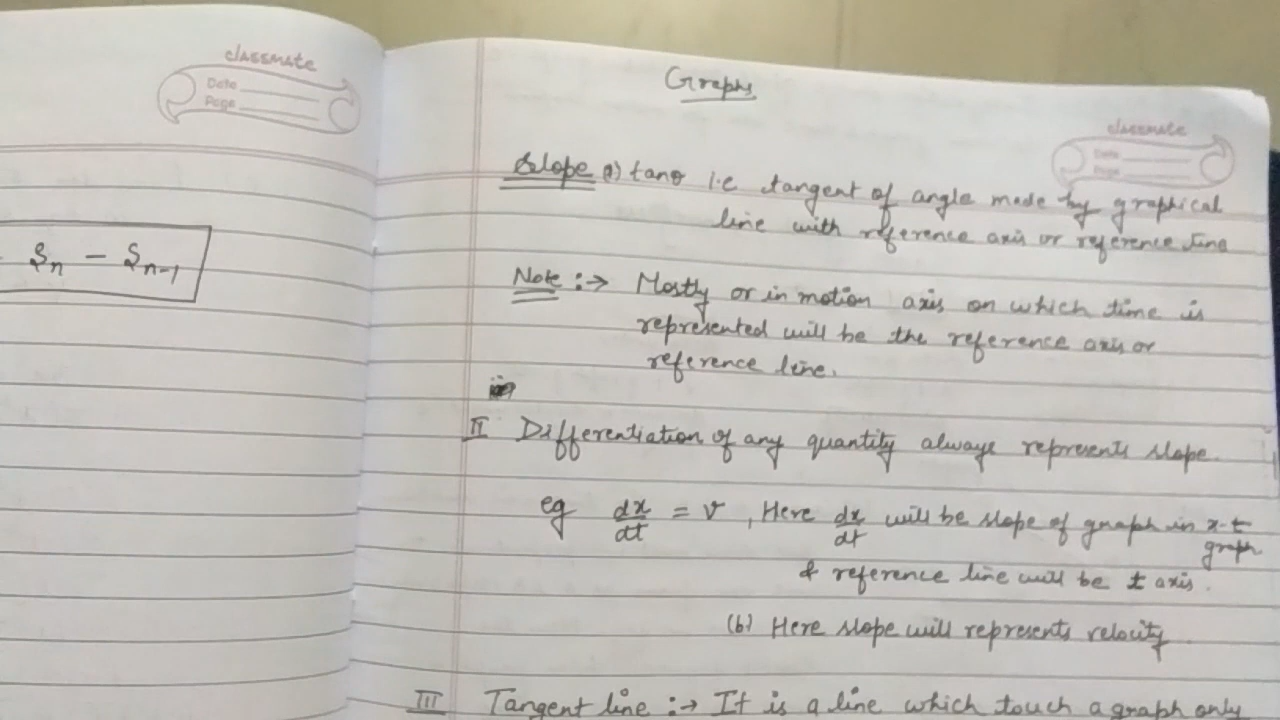 classmate
Date
Page
Sn - Sn-1
Graphs
classmate
Date
Page
Slope a) tanθ i.e tangent of angle made by graphical
line with reference axis or reference line
Note :→ Mostly or in motion axis on which time is
represented will be the reference axis or
reference line.
II Differentiation of any quantity always represents slope.
eg dx/dt = v , Here dx/dt will be slope of graph in x-t
graph
& reference line will be t axis.
(b) Here slope will represents velocity.
III Tangent line :→ It is a line which touch a graph only